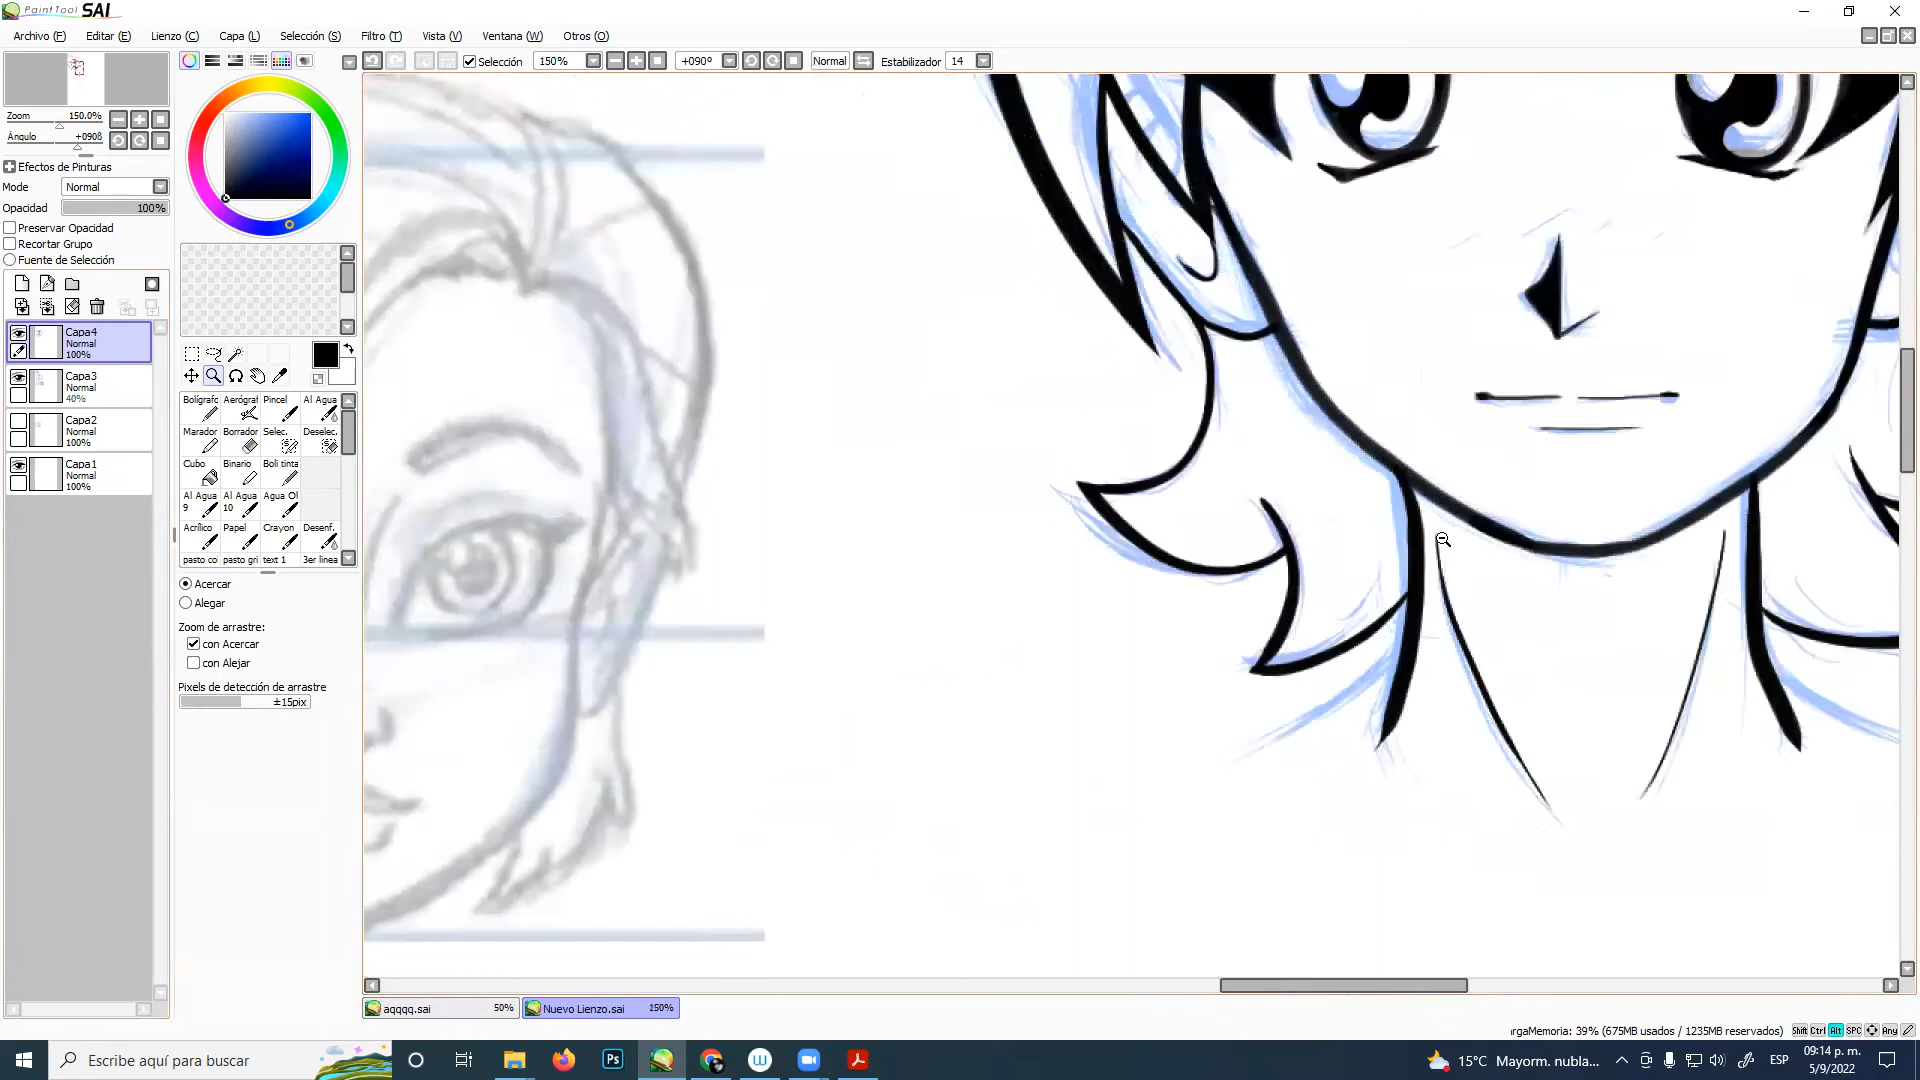 PaintTool SAI
Archivo (F) Editar (E) Lienzo (C) Capa (L) Selección (S) Filtro (T) Vista (V) Ventana (W) Otros (O)
Selección 150% +090º Normal Estabilizador 14
Zoom 150.0%
Ángulo +090ß
Efectos de Pinturas
Mode Normal
Opacidad 100%
Preservar Opacidad
Recortar Grupo
Fuente de Selección
Capa4
Normal
100%
Capa3
Normal
40%
Capa2
Normal
100%
Capa1
Normal
100%
Bolígrafo Aerógraf Pincel Al Agua
Marador Borrador Selec. Deselec.
Cubo Binario Boli tinta
Al Agua 9 Al Agua 10 Agua Ol
Acrílico Papel Crayon Desenf.
pasto co pasto gri text 1 3er linea
Acercar
Alegar
Zoom de arrastre:
con Acercar
con Alejar
Pixels de detección de arrastre
±15pix
aqqqq.sai 50% Nuevo Lienzo.sai 150%
ırgaMemoria: 39% (675MB usados / 1235MB reservados) Shift Ctrl Alt SPC Any
Escribe aquí para buscar
Ps
W
15°C Mayorm. nubla... ESP 09:14 p. m.
5/9/2022